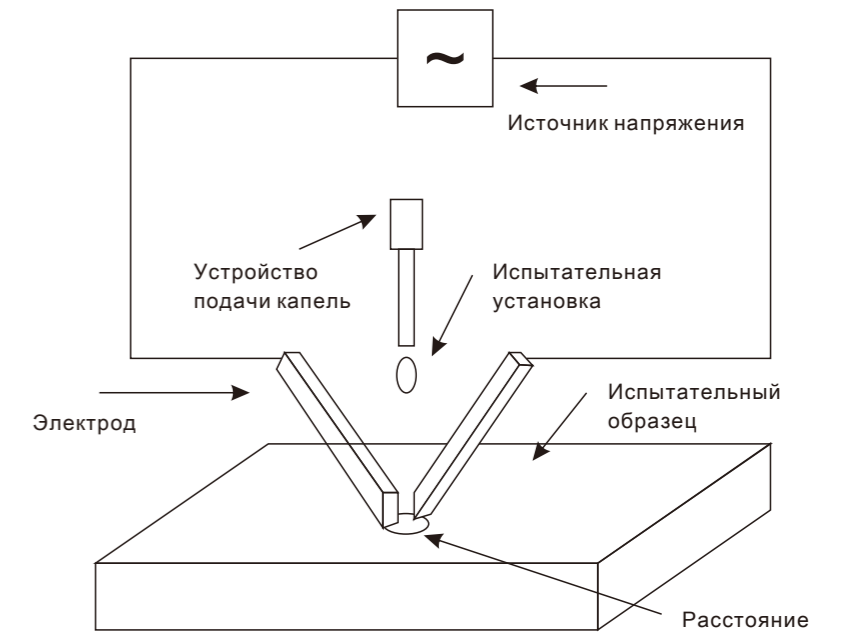 ~
Источник напряжения
Устройство
подачи капель
Испытательная
установка
Испытательный
образец
Электрод
Расстояние